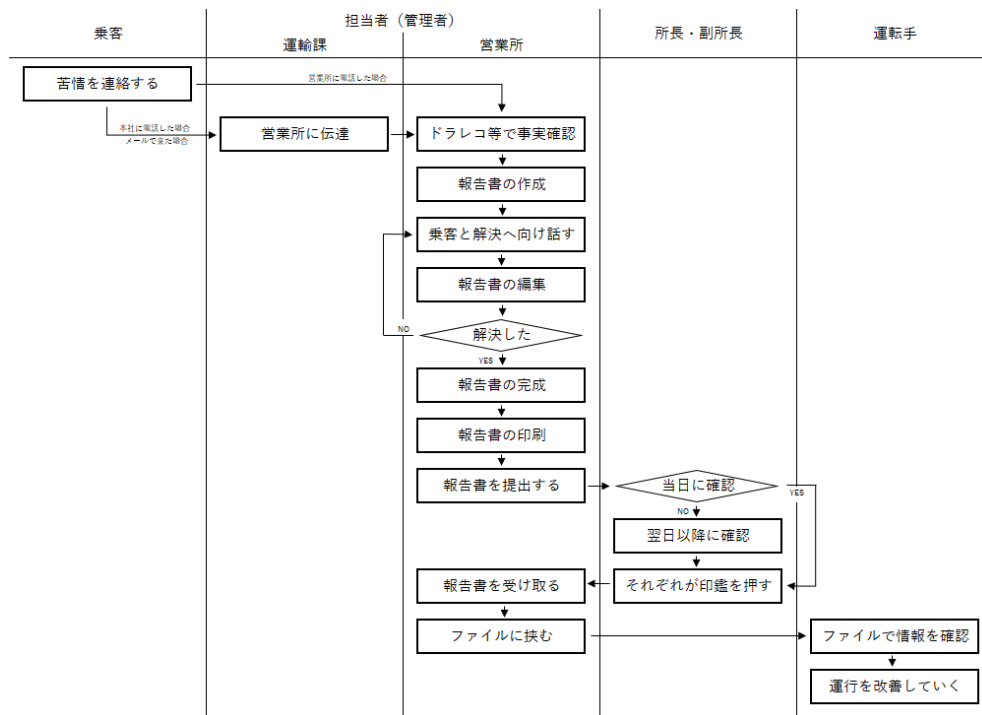 担当者（管理者）
乗客
運輸課
営業所
所長・副所長
運転手
苦情を連絡する
営業所に電話した場合
本社に電話した場合
メールで来た場合
営業所に伝達
ドラレコ等で事実確認
報告書の作成
乗客と解決へ向け話す
報告書の編集
NO
解決した
YES
報告書の完成
報告書の印刷
報告書を提出する
当日に確認
YES
NO
翌日以降に確認
報告書を受け取る
それぞれが印鑑を押す
ファイルに挟む
ファイルで情報を確認
運行を改善していく